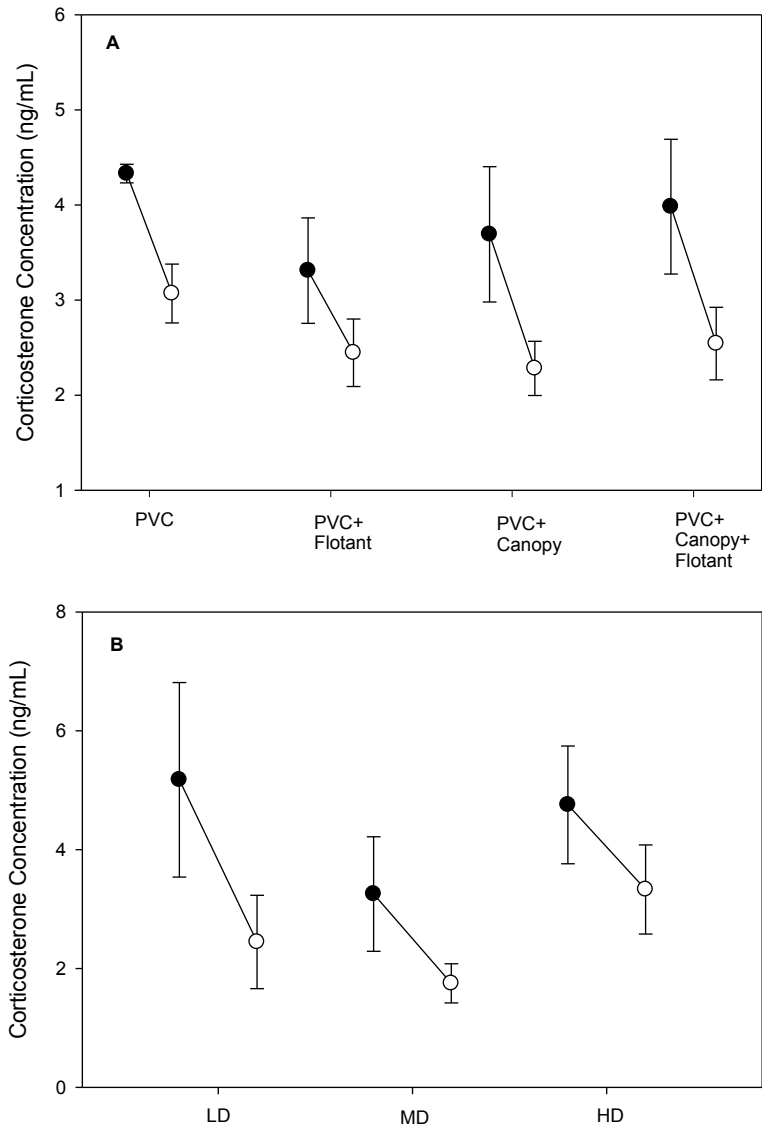 A
Corticosterone Concentration (ng/mL)
6
5
4
3
2
1
PVC
PVC+
Flotant
PVC+
Canopy
PVC+
Canopy+
Flotant
B
Corticosterone Concentration (ng/mL)
8
6
4
2
0
LD
MD
HD